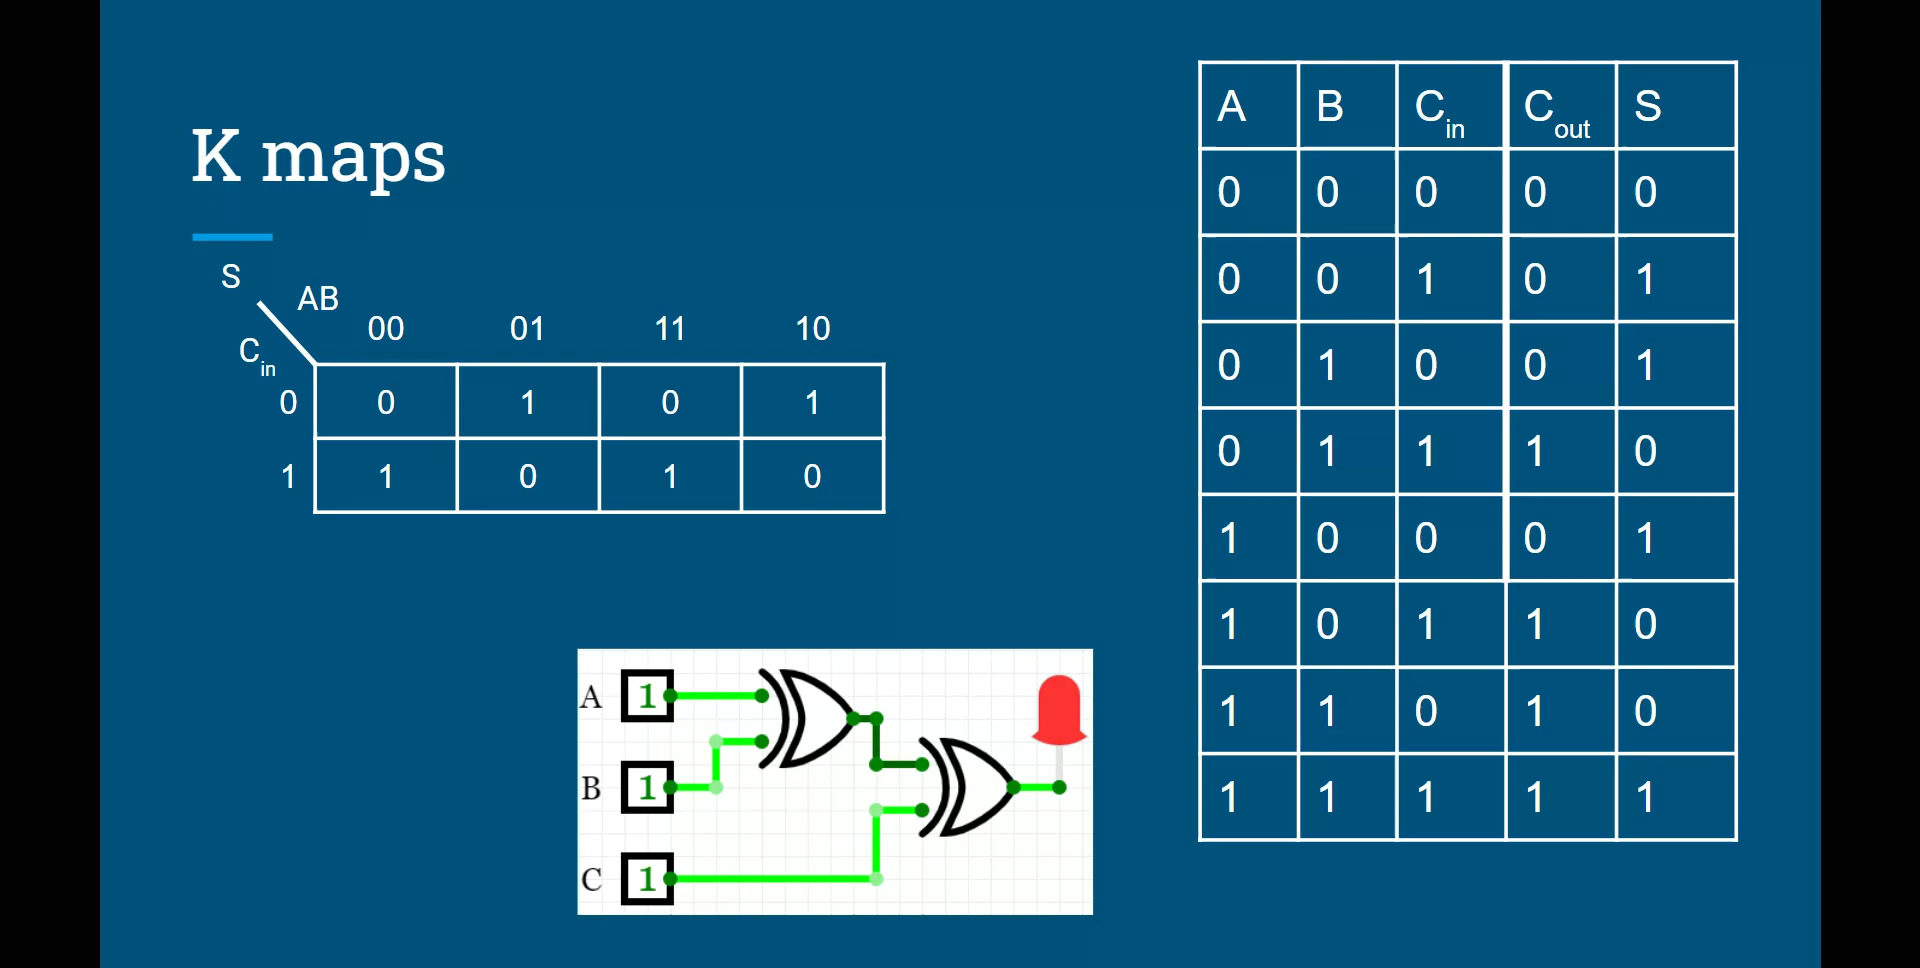 K maps
S
AB
C in
00 01 11 10
0 0 1 0 1
1 1 0 1 0
A B C in C out S
0 0 0 0 0
0 0 1 0 1
0 1 0 0 1
0 1 1 1 0
1 0 0 0 1
1 0 1 1 0
1 1 0 1 0
1 1 1 1 1
A 1
B 1
C 1